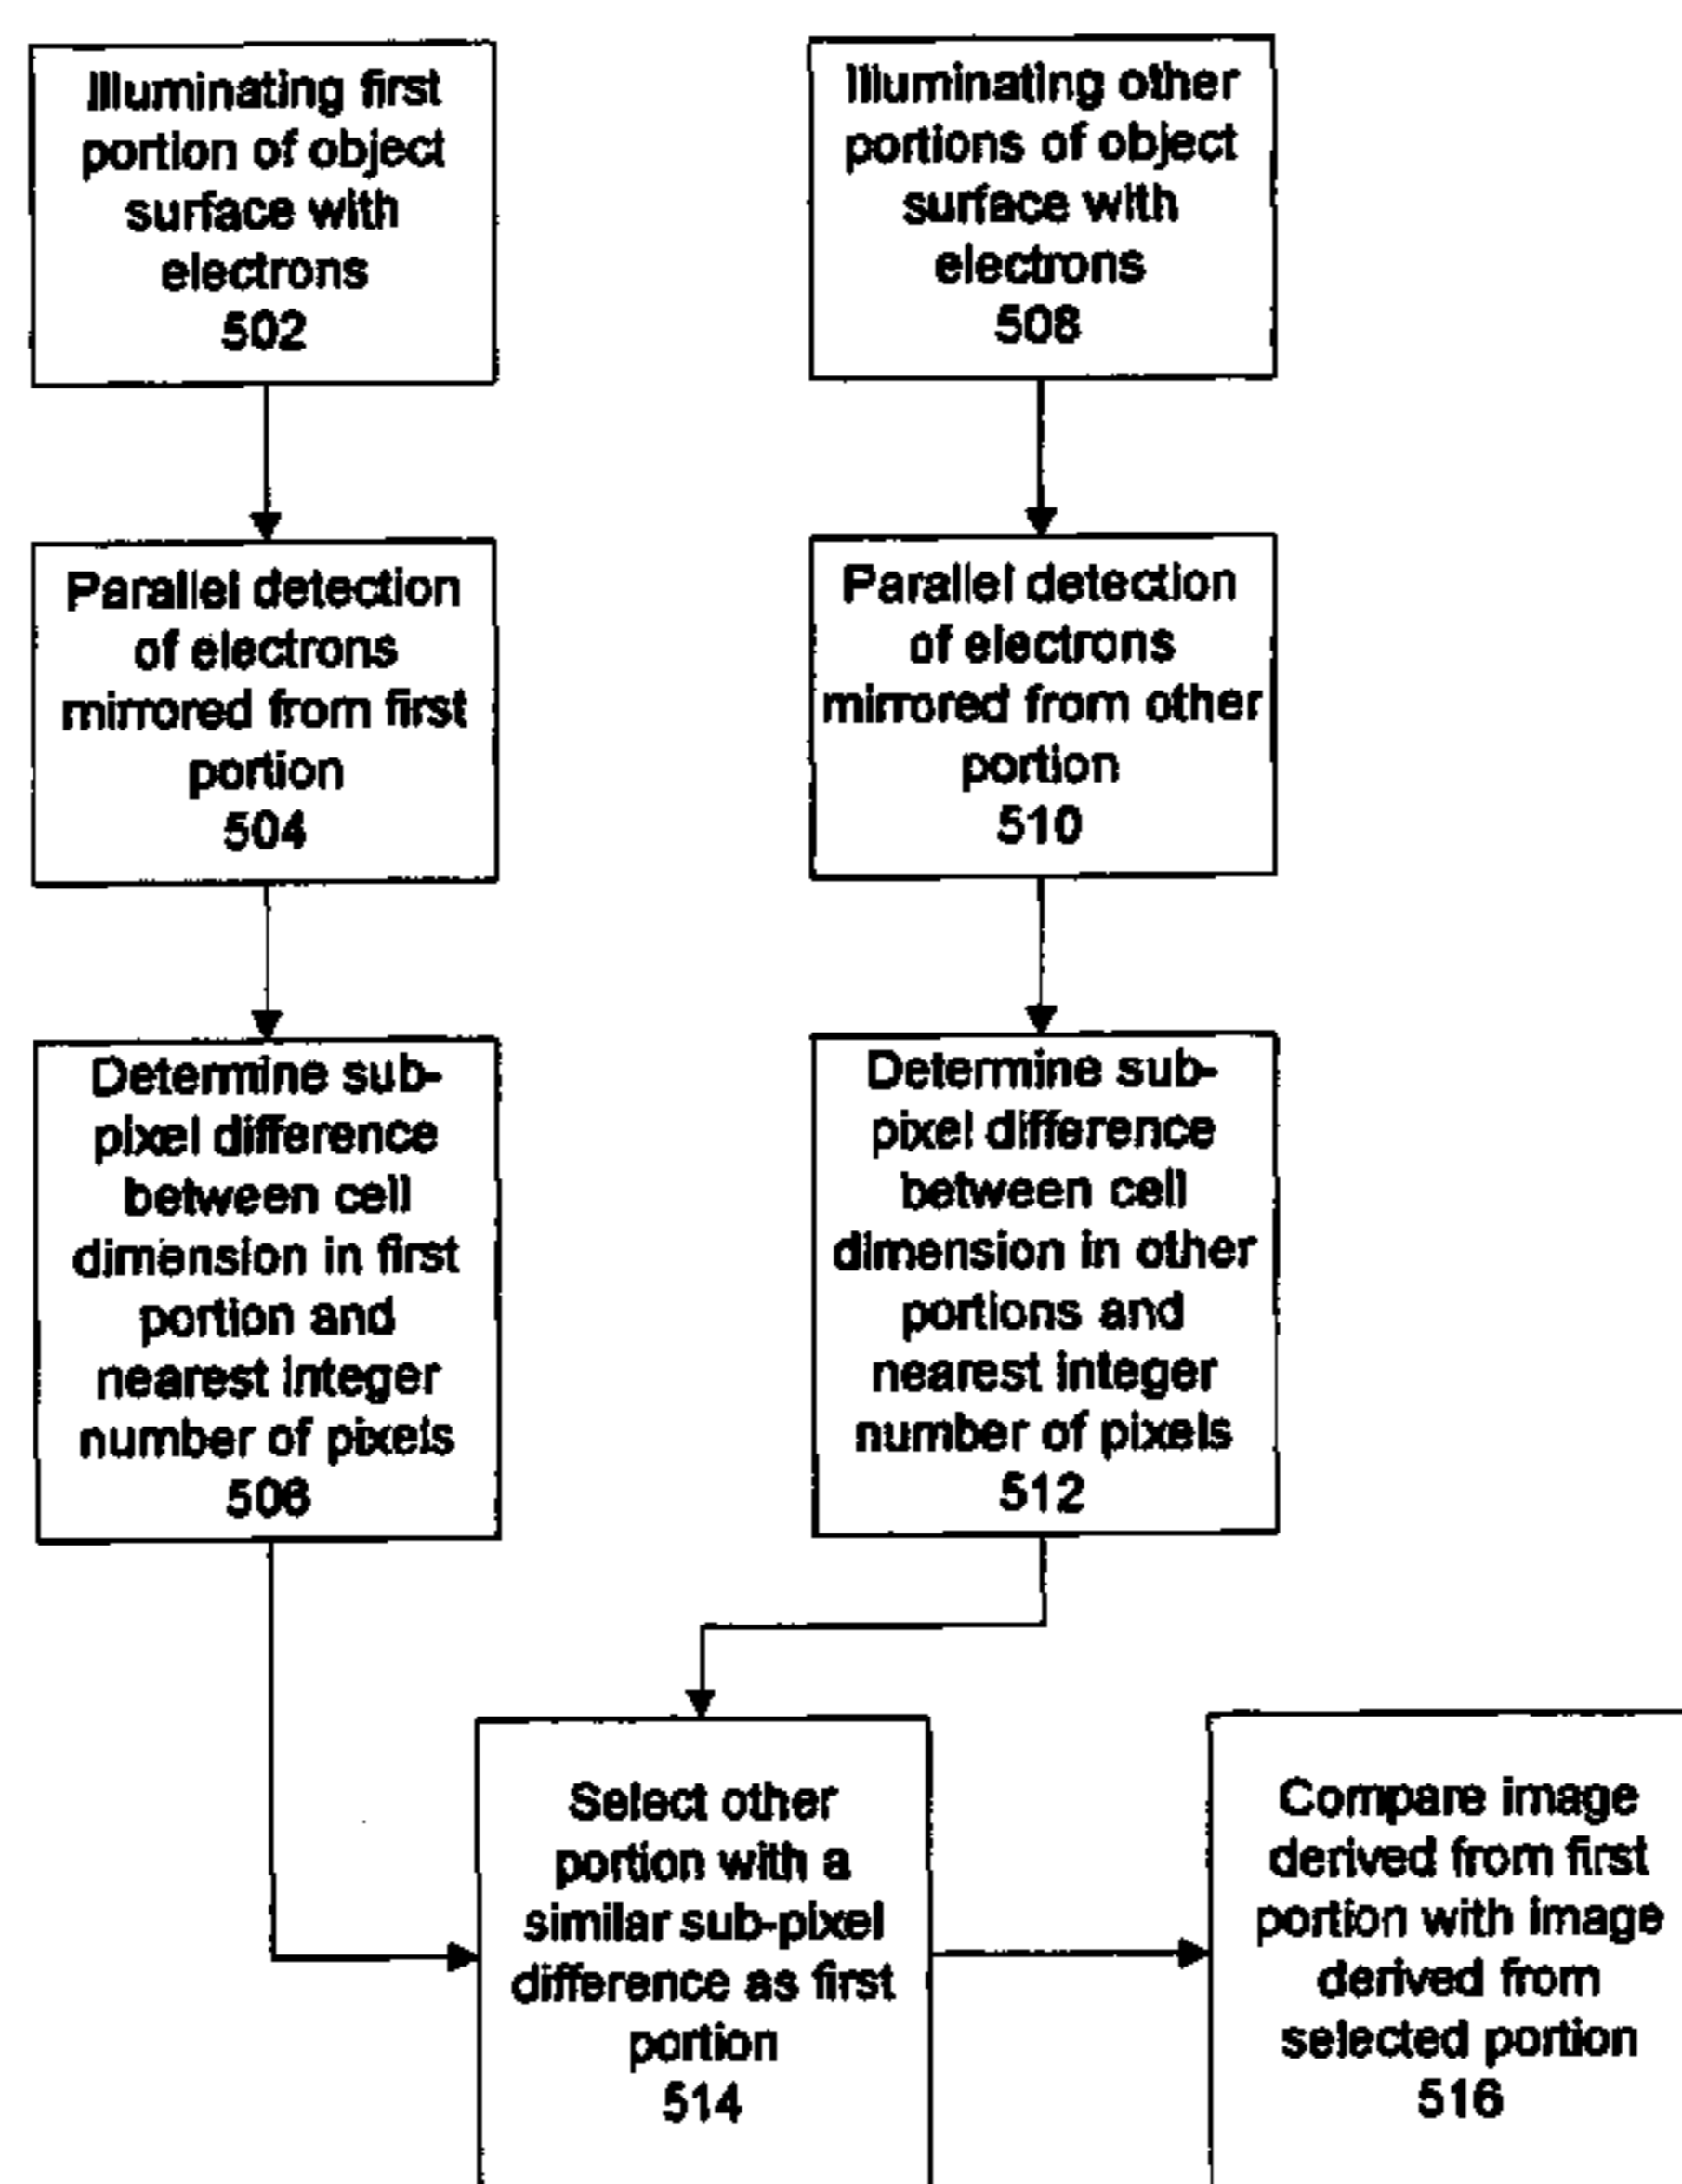 Illuminating first
portion of object
surface with
electrons
502
Parallel detection
of electrons
mirrored from first
portion
504
Determine sub-
pixel difference
between cell
dimension in first
portion and
nearest integer
number of pixels
506
Illuminating other
portions of object
surface with
electrons
508
Parallel detection
of electrons
mirrored from other
portion
510
Determine sub-
pixel difference
between cell
dimension in other
portions and
nearest integer
number of pixels
512
Select other
portion with a
similar sub-pixel
difference as first
portion
514
Compare image
derived from first
portion with image
derived from
selected portion
516